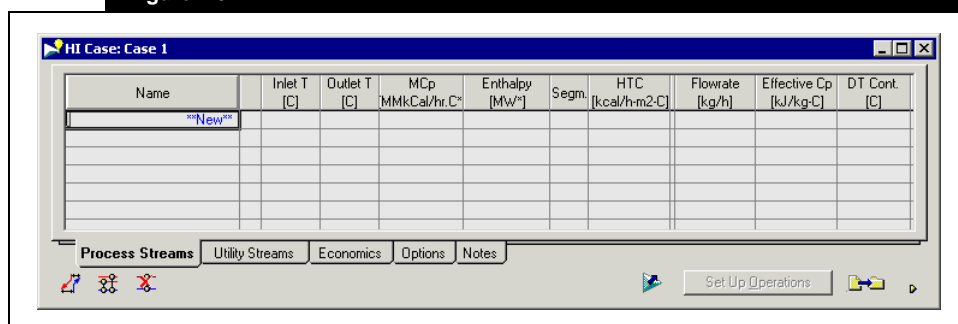 HI Case: Case 1
Name Inlet T [C] Outlet T [C] MCp MMkCal/hr.C* Enthalpy [MW*] Segm. HTC [kcal/h-m2-C] Flowrate [kg/h] Effective Cp [kJ/kg-C] DT Cont. [C]
**New**
Process Streams Utility Streams Economics Options Notes
Set Up Operations